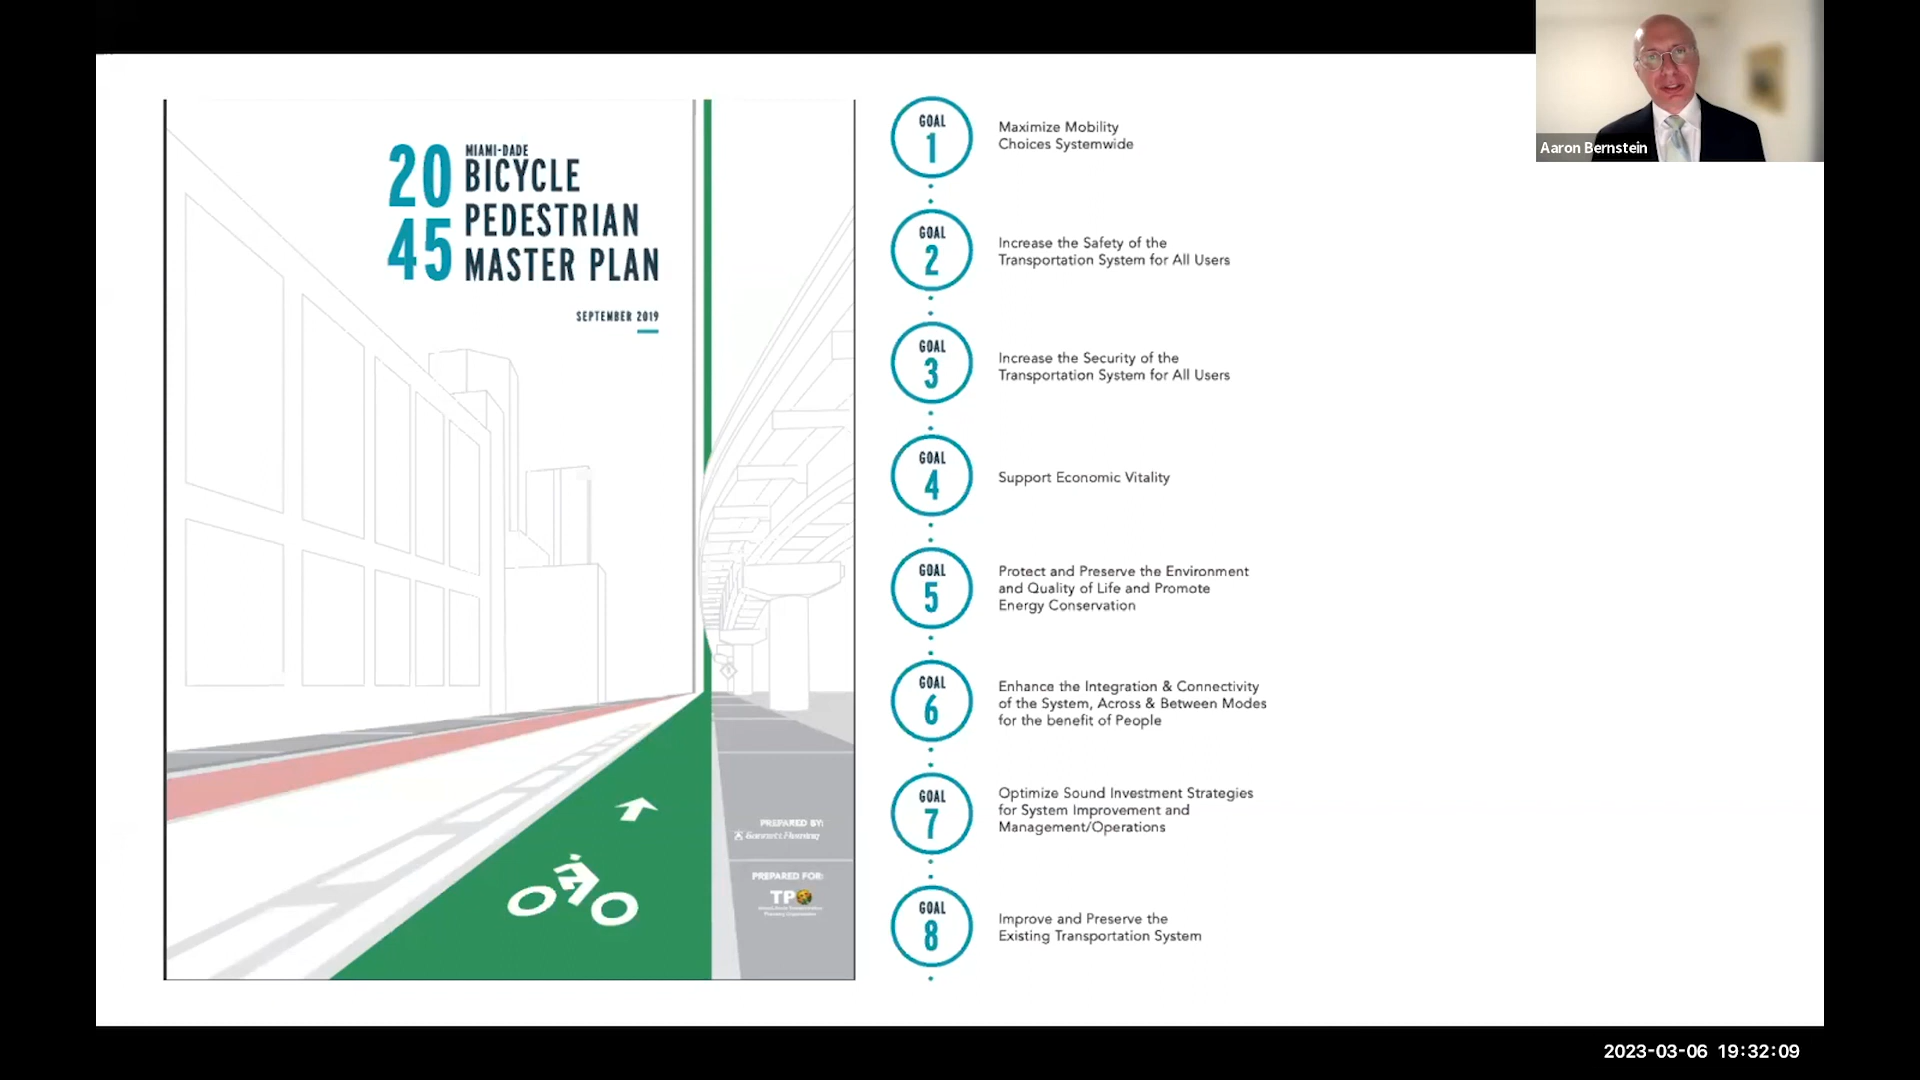 Aaron Bernstein
20
45
MIAMI-DADE
BICYCLE
PEDESTRIAN
MASTER PLAN
SEPTEMBER 2019
PREPARED BY:
Gannett Fleming
PREPARED FOR:
TPO
GOAL
1
Maximize Mobility
Choices Systemwide
GOAL
2
Increase the Safety of the
Transportation System for All Users
GOAL
3
Increase the Security of the
Transportation System for All Users
GOAL
4
Support Economic Vitality
GOAL
5
Protect and Preserve the Environment
and Quality of Life and Promote
Energy Conservation
GOAL
6
Enhance the Integration & Connectivity
of the System, Across & Between Modes
for the benefit of People
GOAL
7
Optimize Sound Investment Strategies
for System Improvement and
Management/Operations
GOAL
8
Improve and Preserve the
Existing Transportation System
2023-03-06 19:32:09